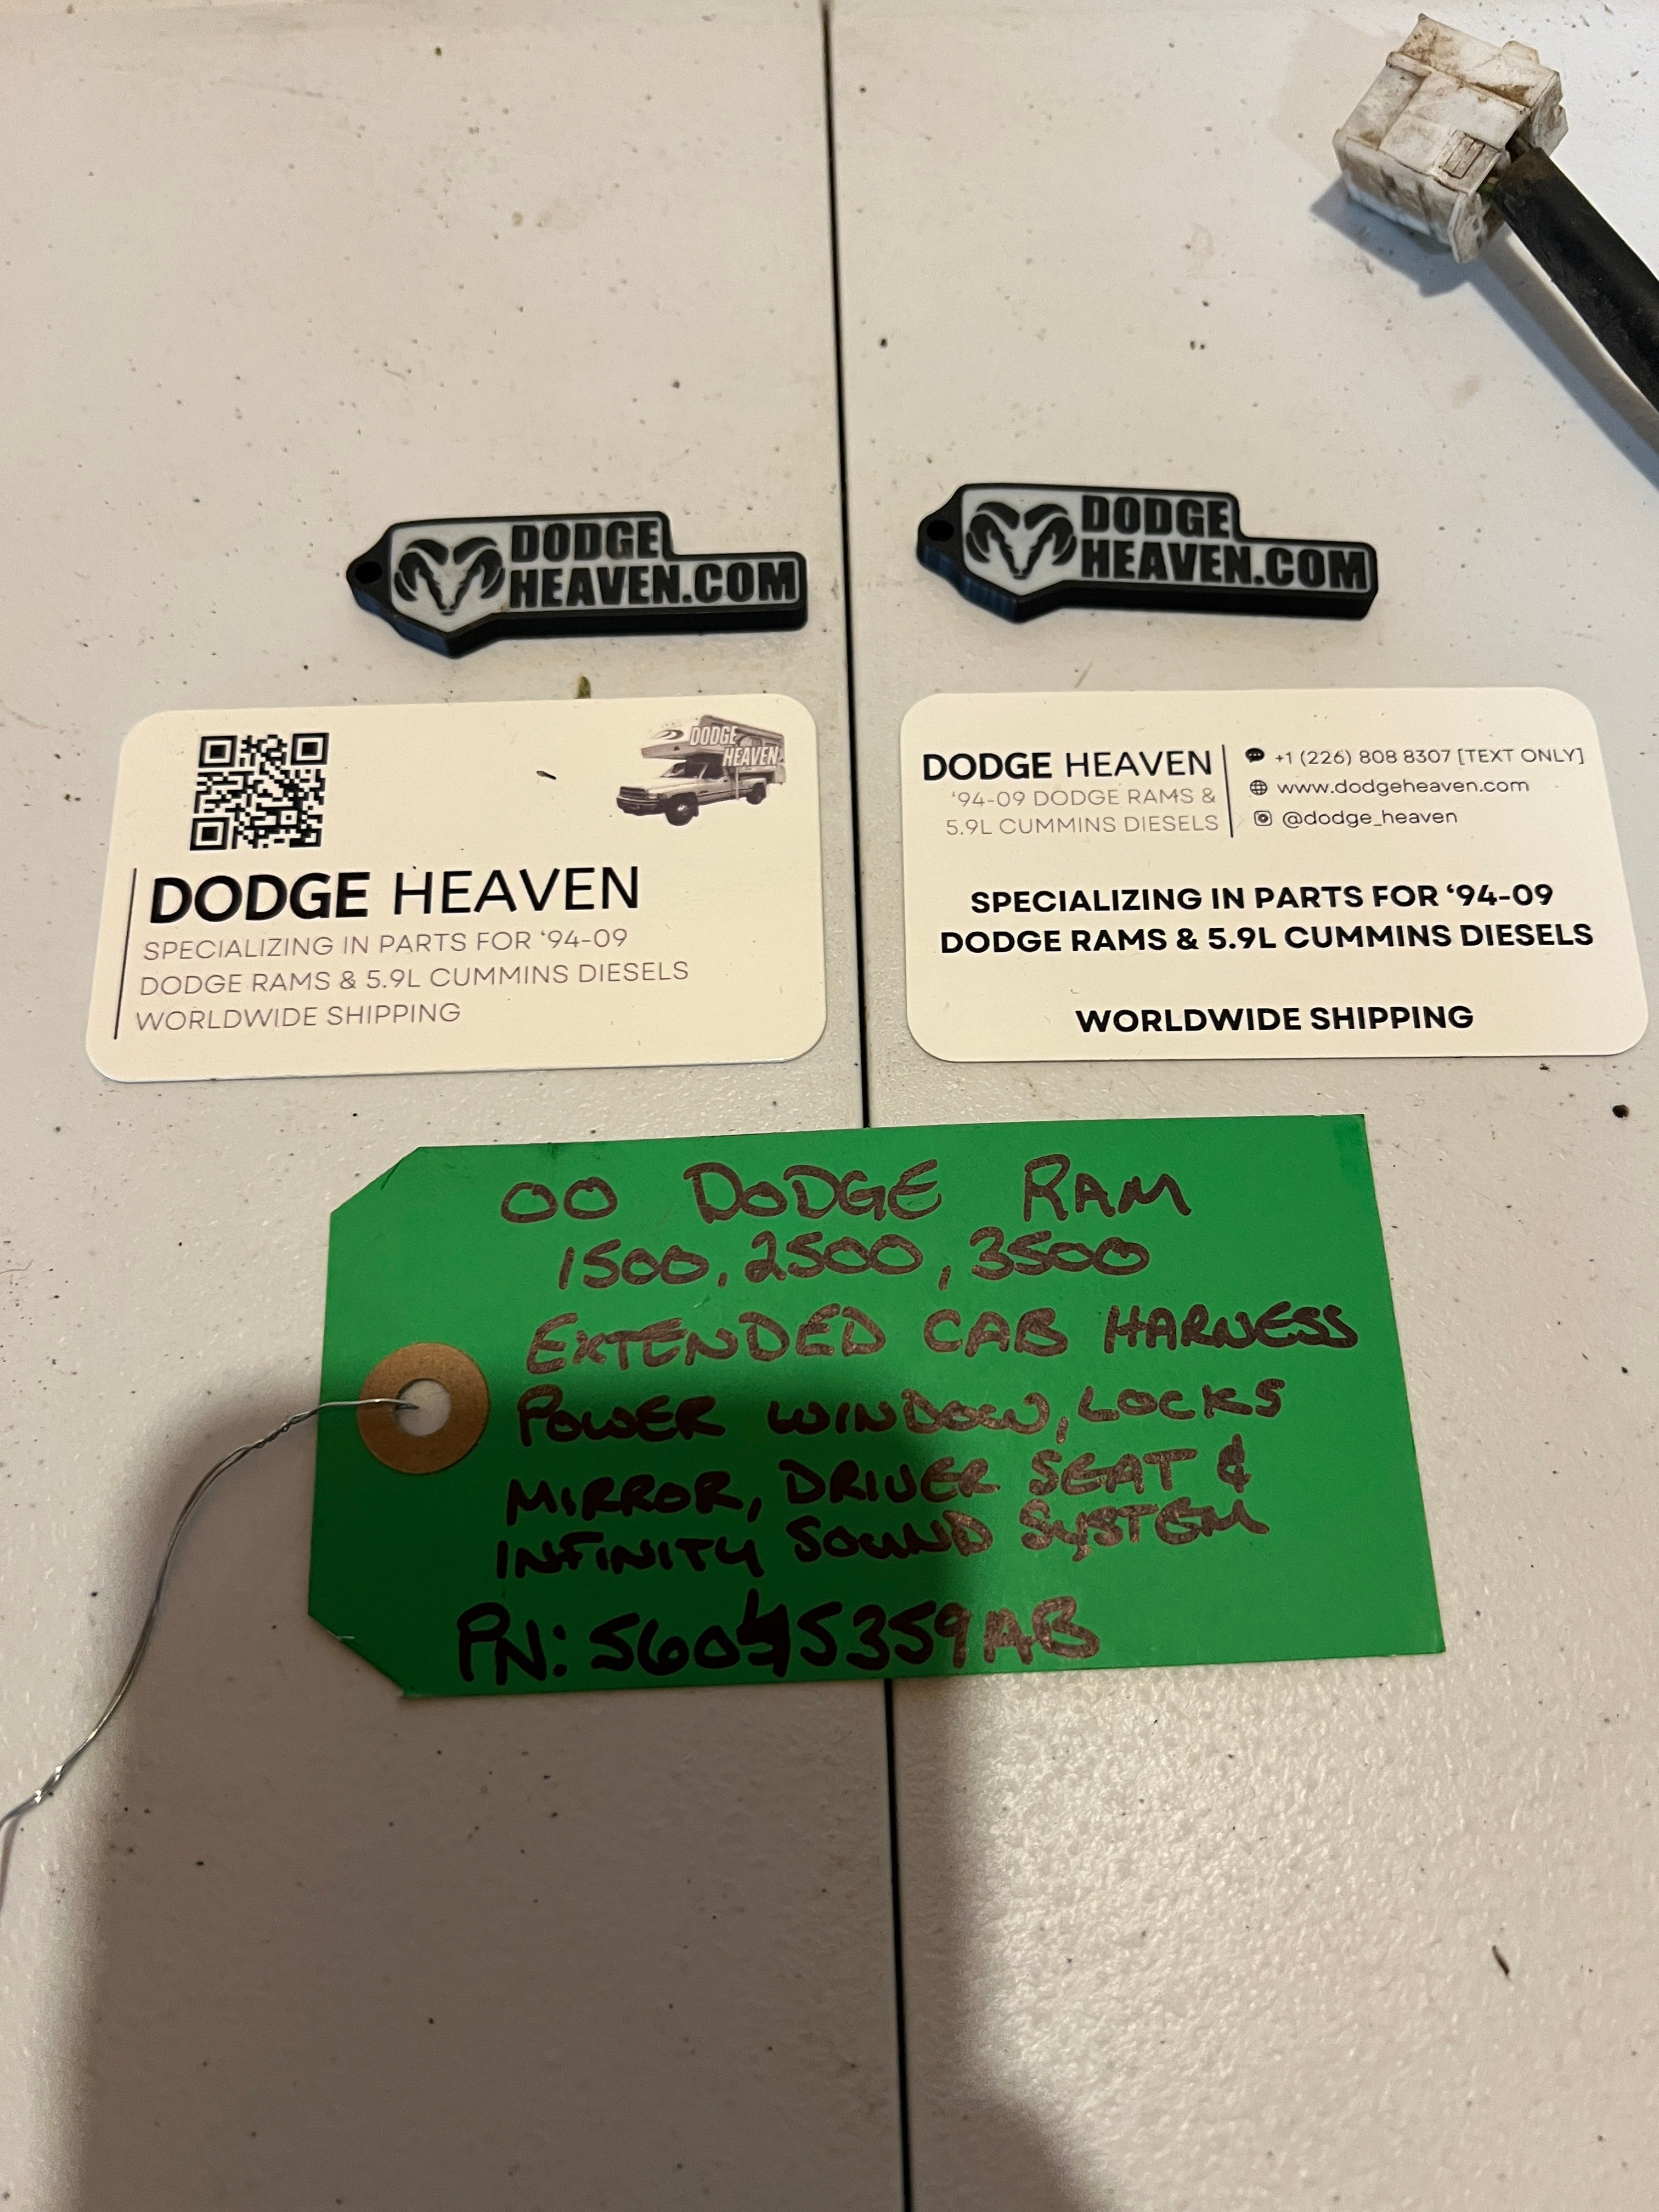 DODGE
HEAVEN.COM
DODGE
HEAVEN.COM
DODGE
HEAVEN
DODGE HEAVEN
SPECIALIZING IN PARTS FOR ‘94-09
DODGE RAMS & 5.9L CUMMINS DIESELS
WORLDWIDE SHIPPING
DODGE HEAVEN
‘94-09 DODGE RAMS &
5.9L CUMMINS DIESELS
+1 (226) 808 8307 [TEXT ONLY]
www.dodgeheaven.com
@dodge_heaven
SPECIALIZING IN PARTS FOR ‘94-09
DODGE RAMS & 5.9L CUMMINS DIESELS
WORLDWIDE SHIPPING
00 DODGE RAM
1500, 2500, 3500
EXTENDED CAB HARNESS
POWER WINDOW, LOCKS
MIRROR, DRIVER SEAT &
INFINITY SOUND SYSTEM
PN: